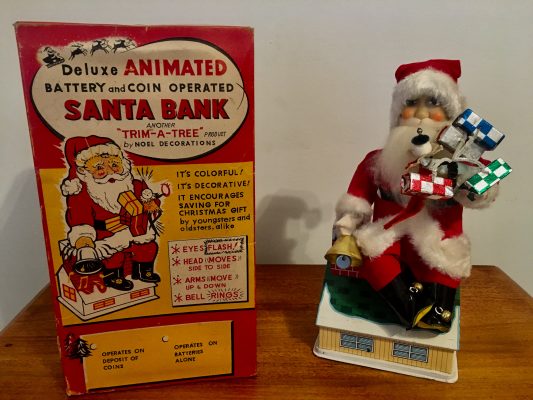 Deluxe ANIMATED
BATTERY and COIN OPERATED
SANTA BANK
ANOTHER
"TRIM-A-TREE" PRODUCT
by NOEL DECORATIONS
IT'S COLORFUL!
IT'S DECORATIVE!
IT ENCOURAGES
SAVING FOR
CHRISTMAS GIFT
by youngsters and
oldsters, alike
★ EYES FLASH!
★ HEAD MOVES
SIDE TO SIDE
★ ARMS MOVE
UP & DOWN
★ BELL RINGS
OPERATES ON
DEPOSIT OF
COINS
OPERATES ON
BATTERIES
ALONE